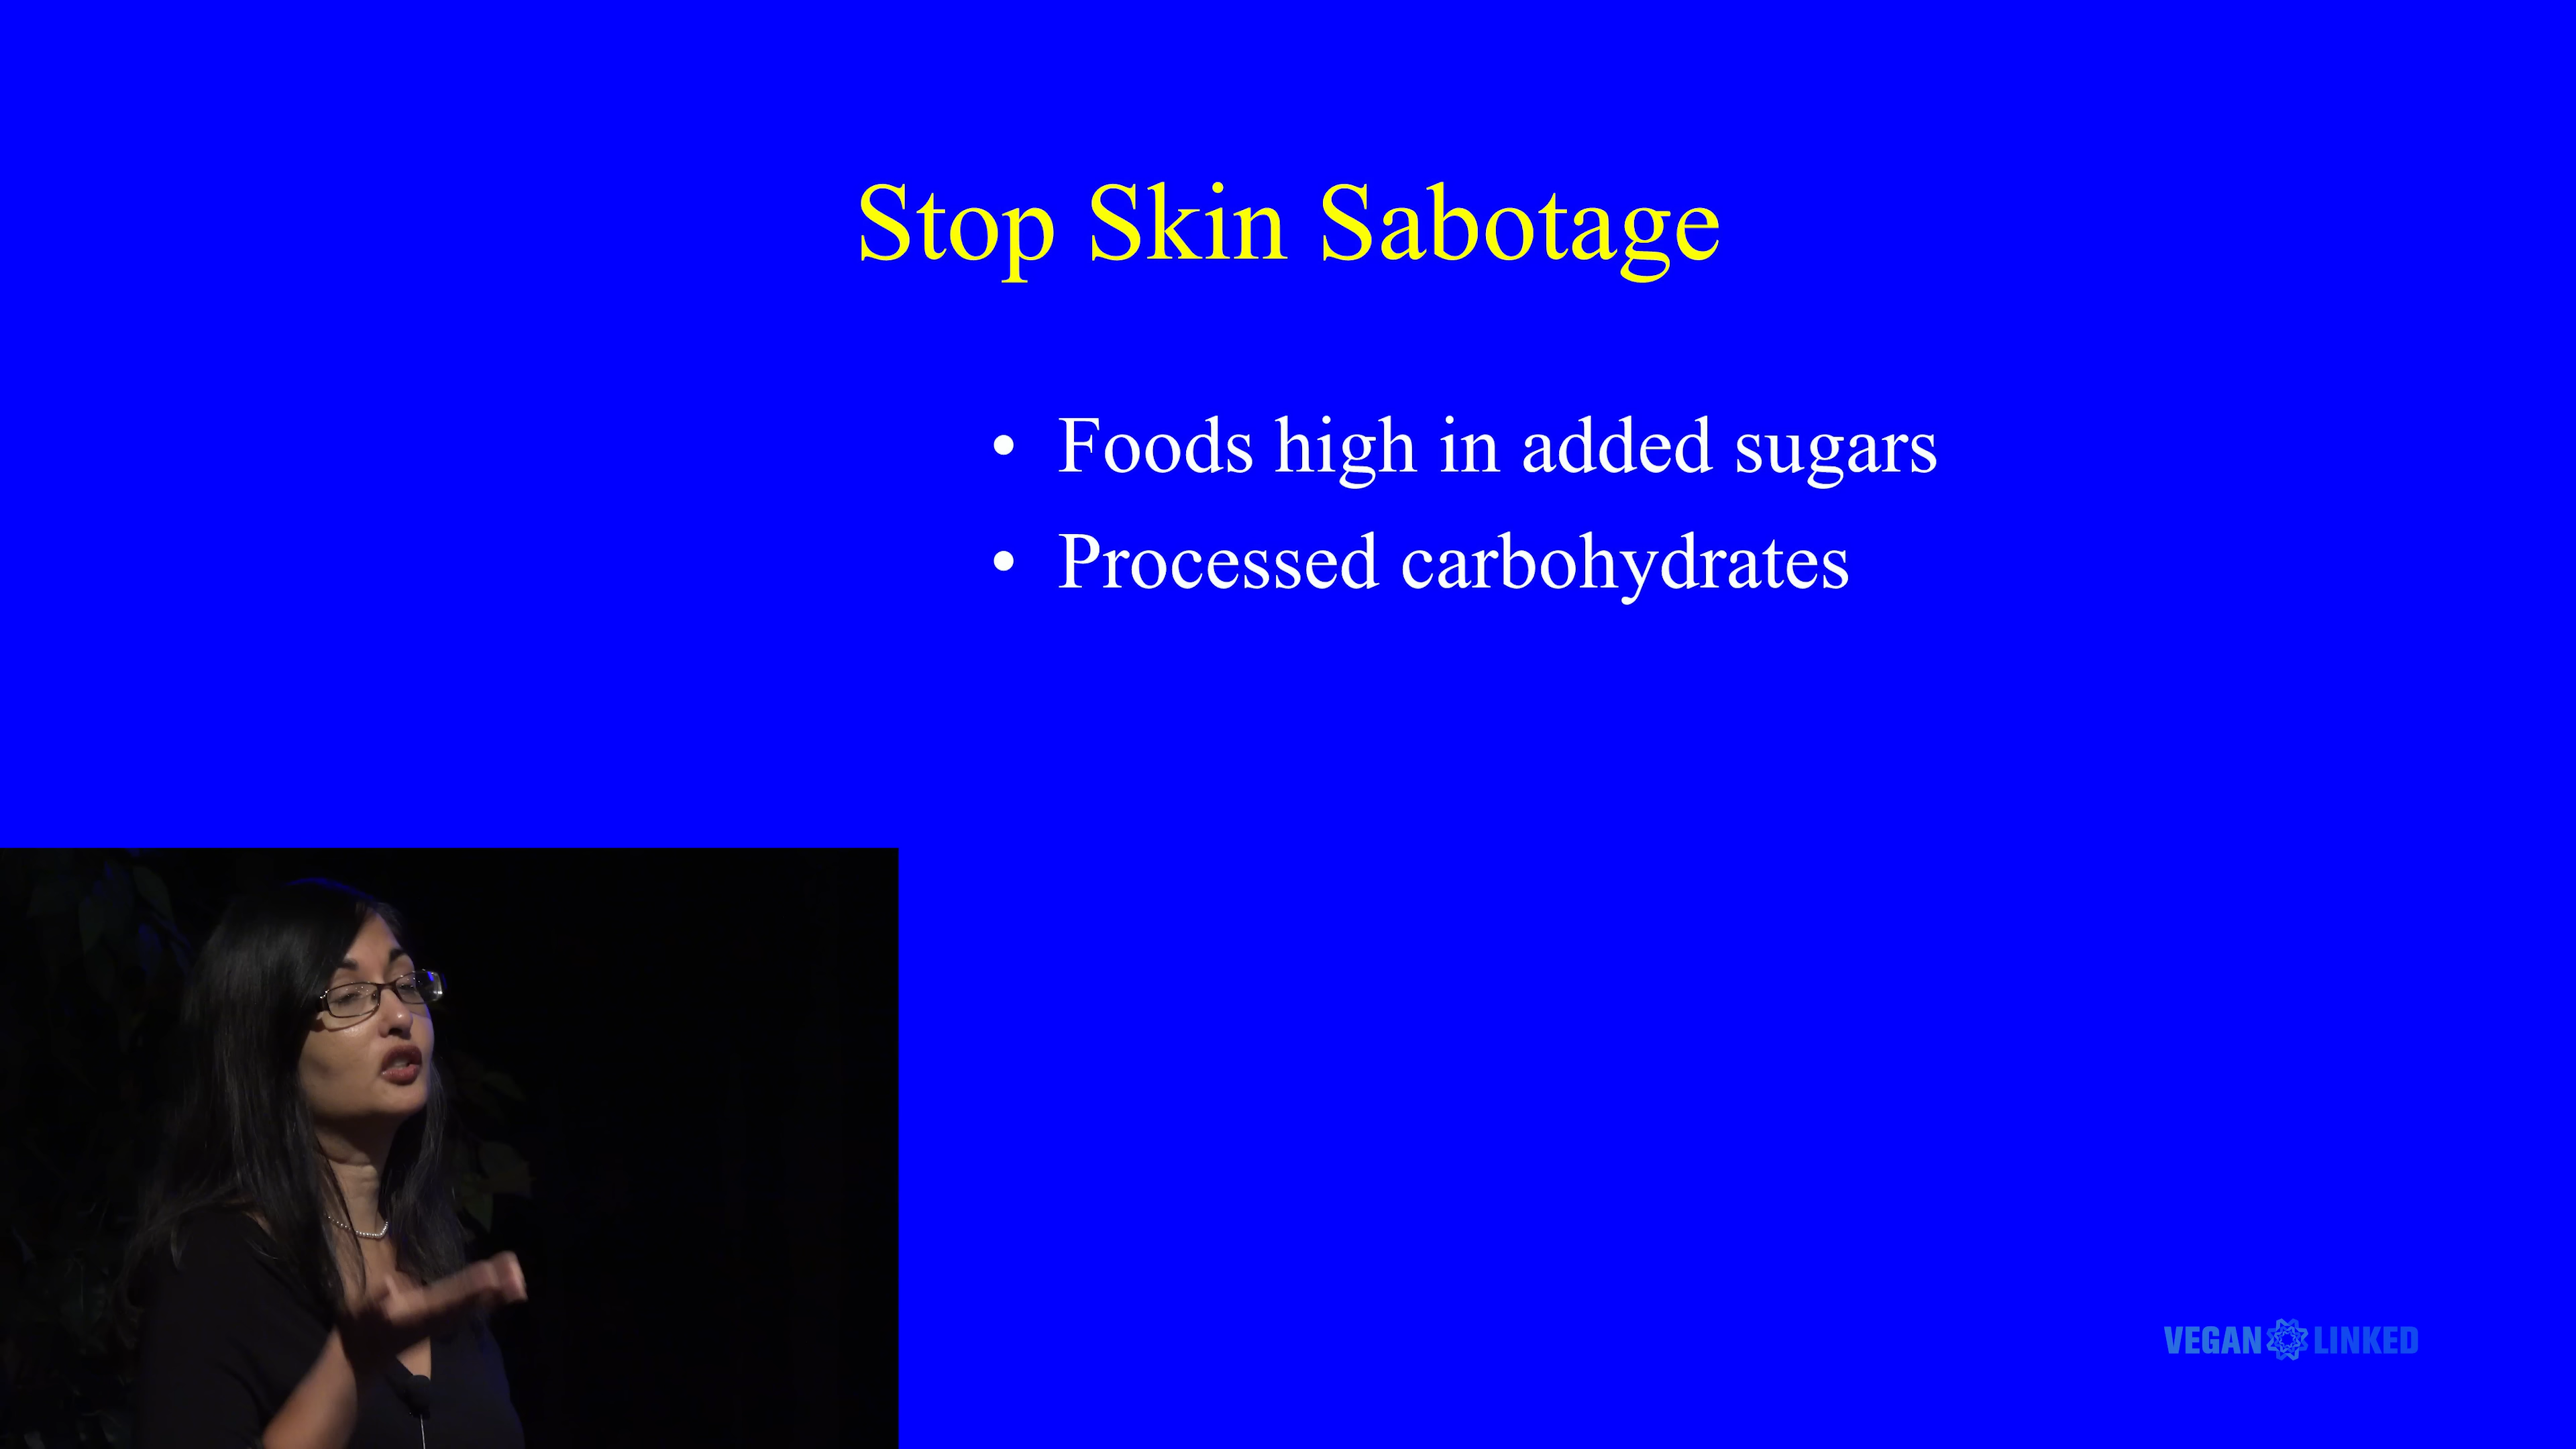 Stop Skin Sabotage
• Foods high in added sugars
• Processed carbohydrates
VEGAN LINKED